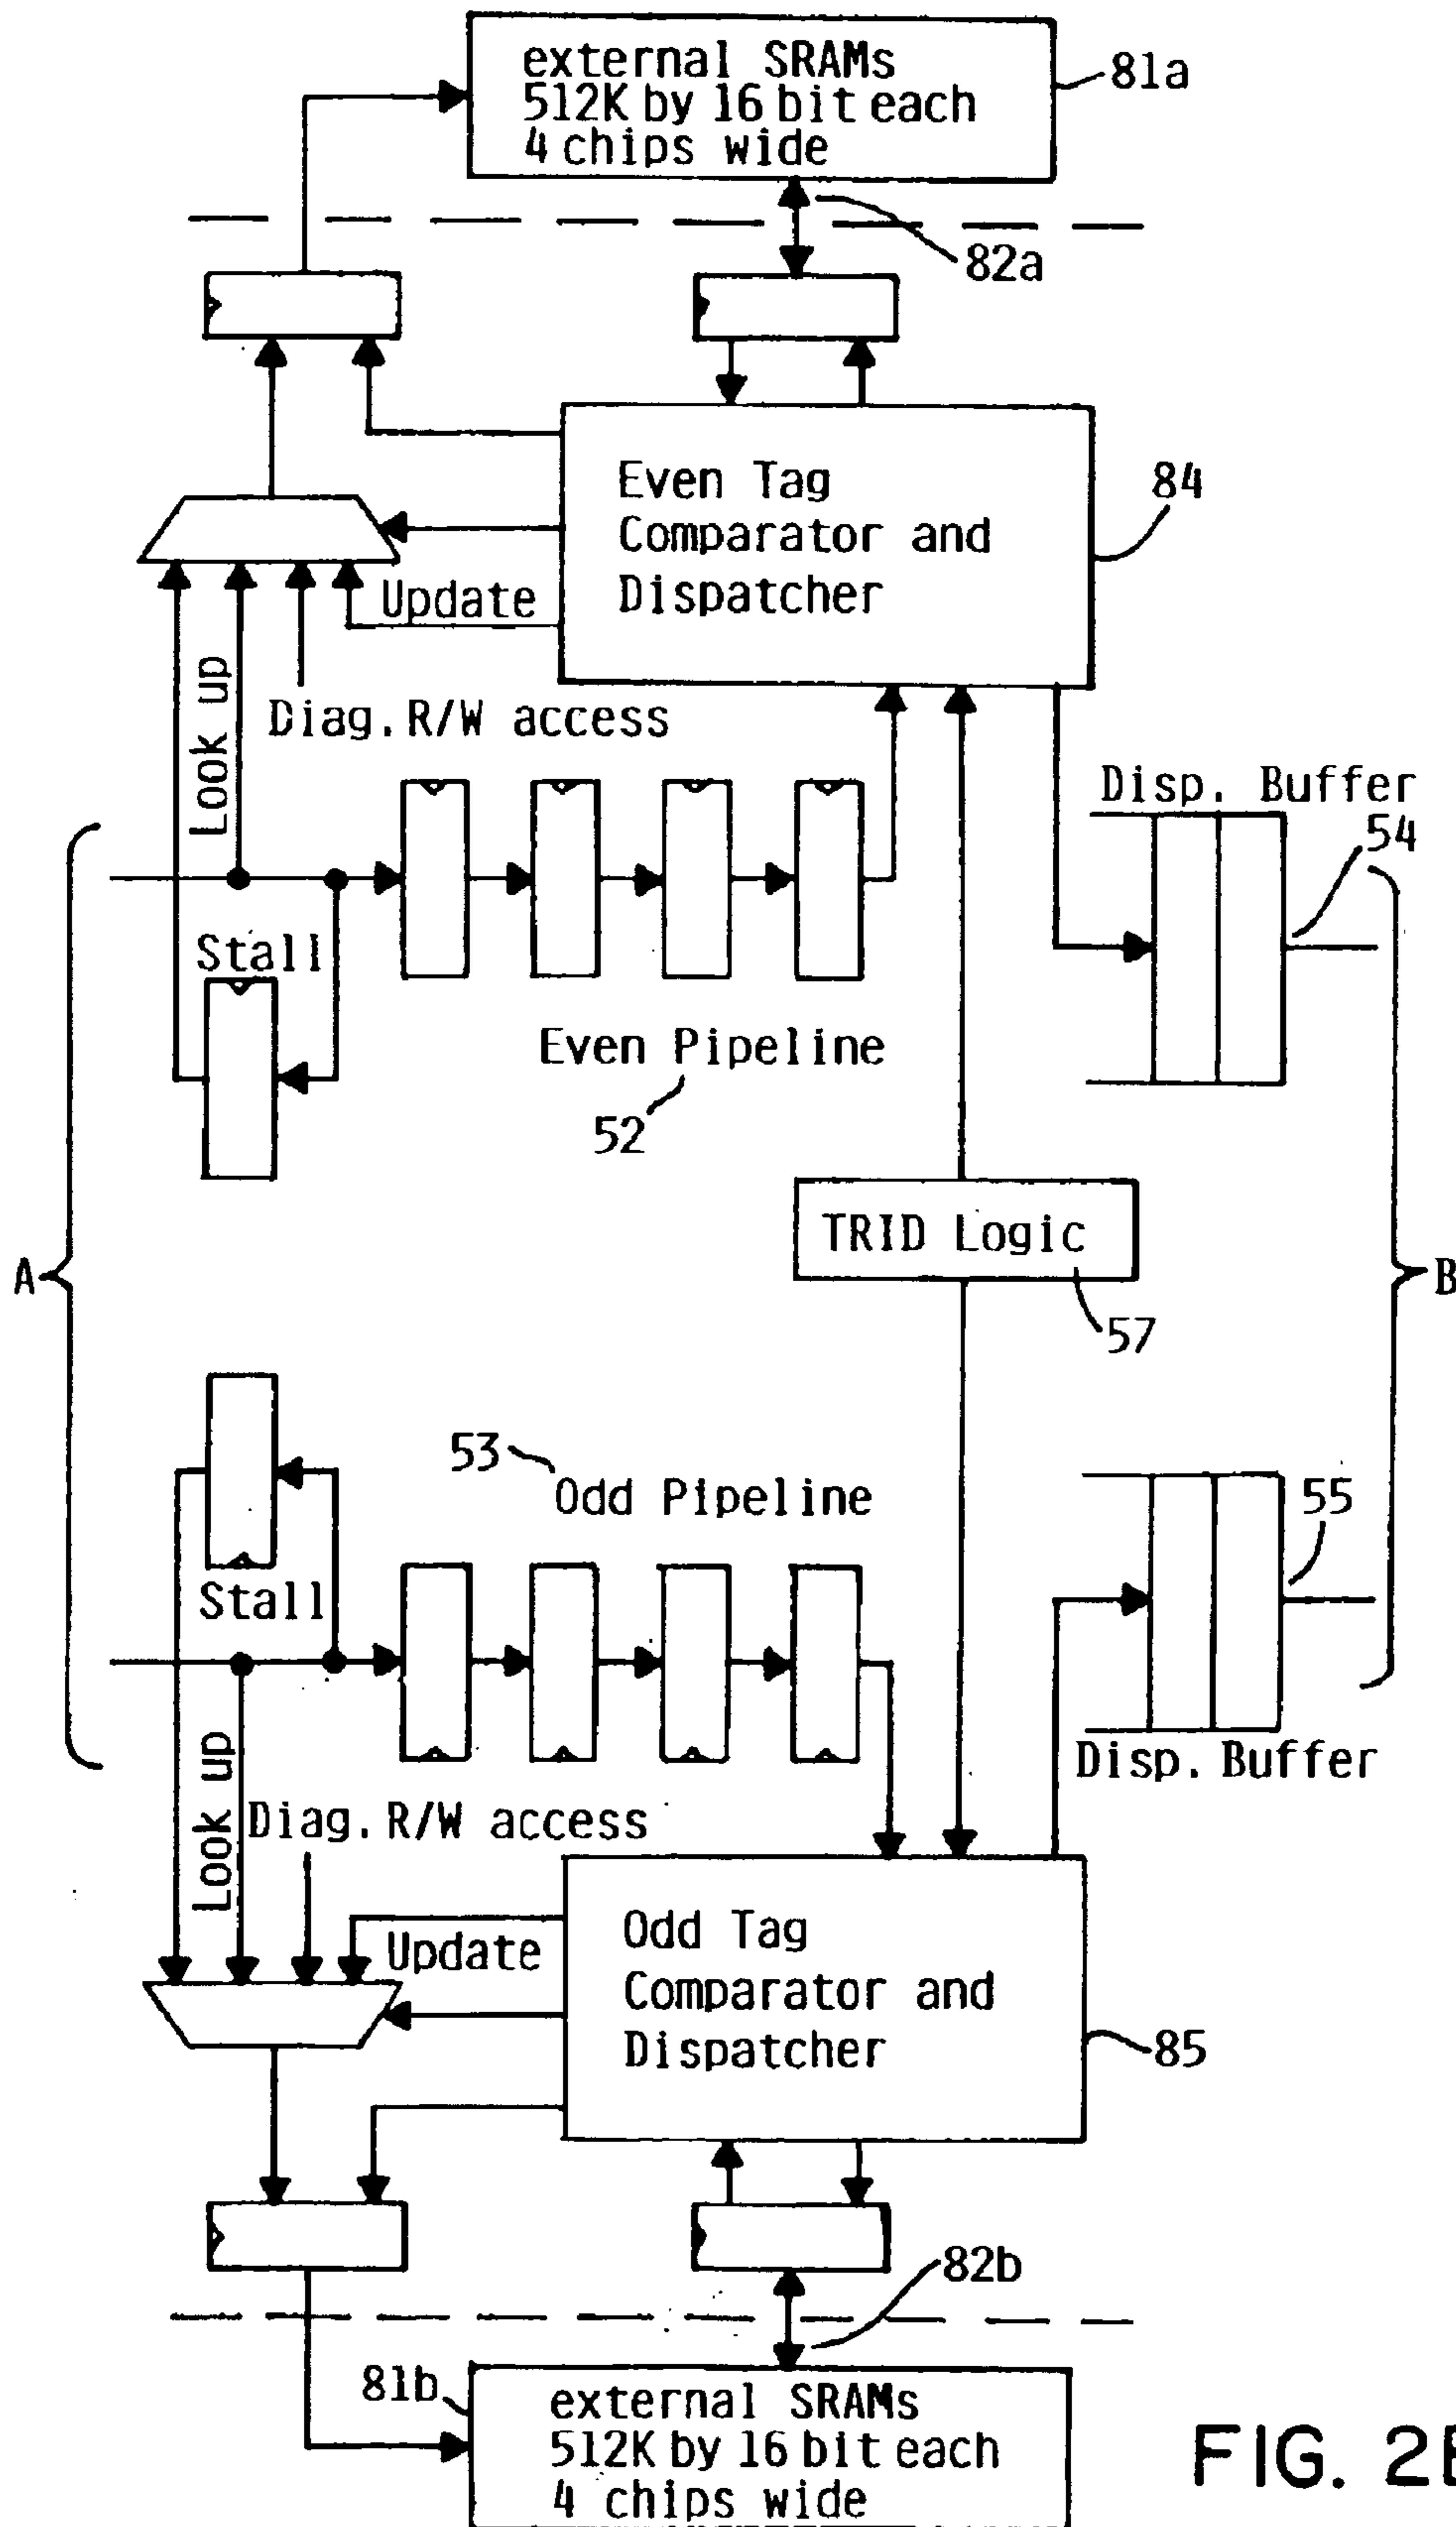 external SRAMs
512K by 16 bit each
4 chips wide
81a
82a
Even Tag
Comparator and
Dispatcher
84
Update
Look up
Diag. R/W access
Disp. Buffer
54
Stall
Even Pipeline
52
TRID Logic
57
A
B
53
Odd Pipeline
55
Stall
Disp. Buffer
Look up
Diag. R/W access
Update
Odd Tag
Comparator and
Dispatcher
85
82b
81b
external SRAMs
512K by 16 bit each
4 chips wide
FIG. 2B